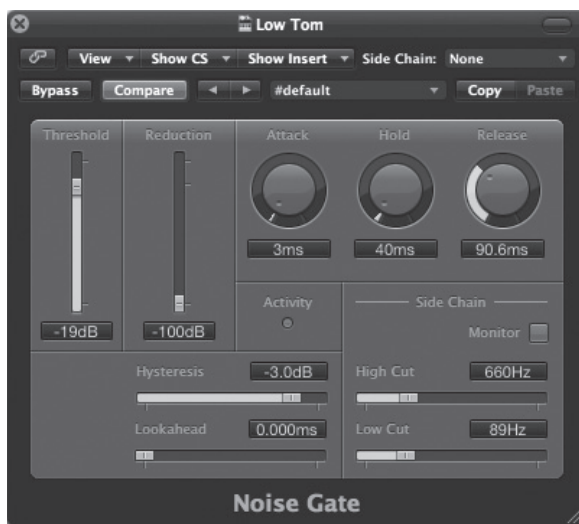 Low Tom
View Show CS Show Insert Side Chain: None
Bypass Compare #default Copy Paste
Threshold Reduction Attack Hold Release
3ms 40ms 90.6ms
-19dB -100dB Activity Side Chain
Monitor
Hysteresis -3.0dB High Cut 660Hz
Lookahead 0.000ms Low Cut 89Hz
Noise Gate